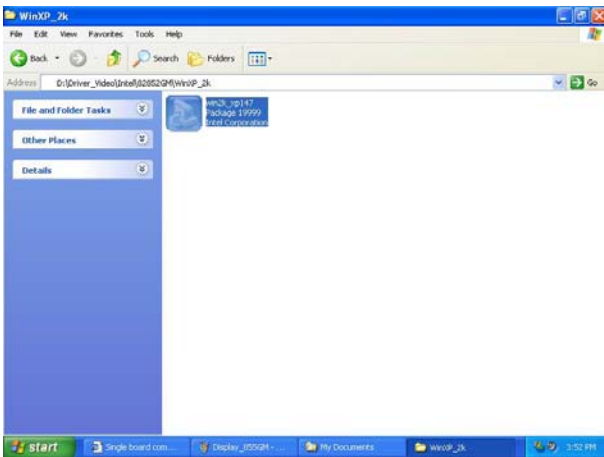 WinXP_2k
File Edit View Favorites Tools Help
Back Search Folders
Address D:\Driver_Video\Intel\82852GM\WinXP_2k Go
File and Folder Tasks
Other Places
Details
win2k_xp147
Package 19999
Intel Corporation
start Single board com... Display_855GM - ... My Documents WinXP_2k 3:52 PM